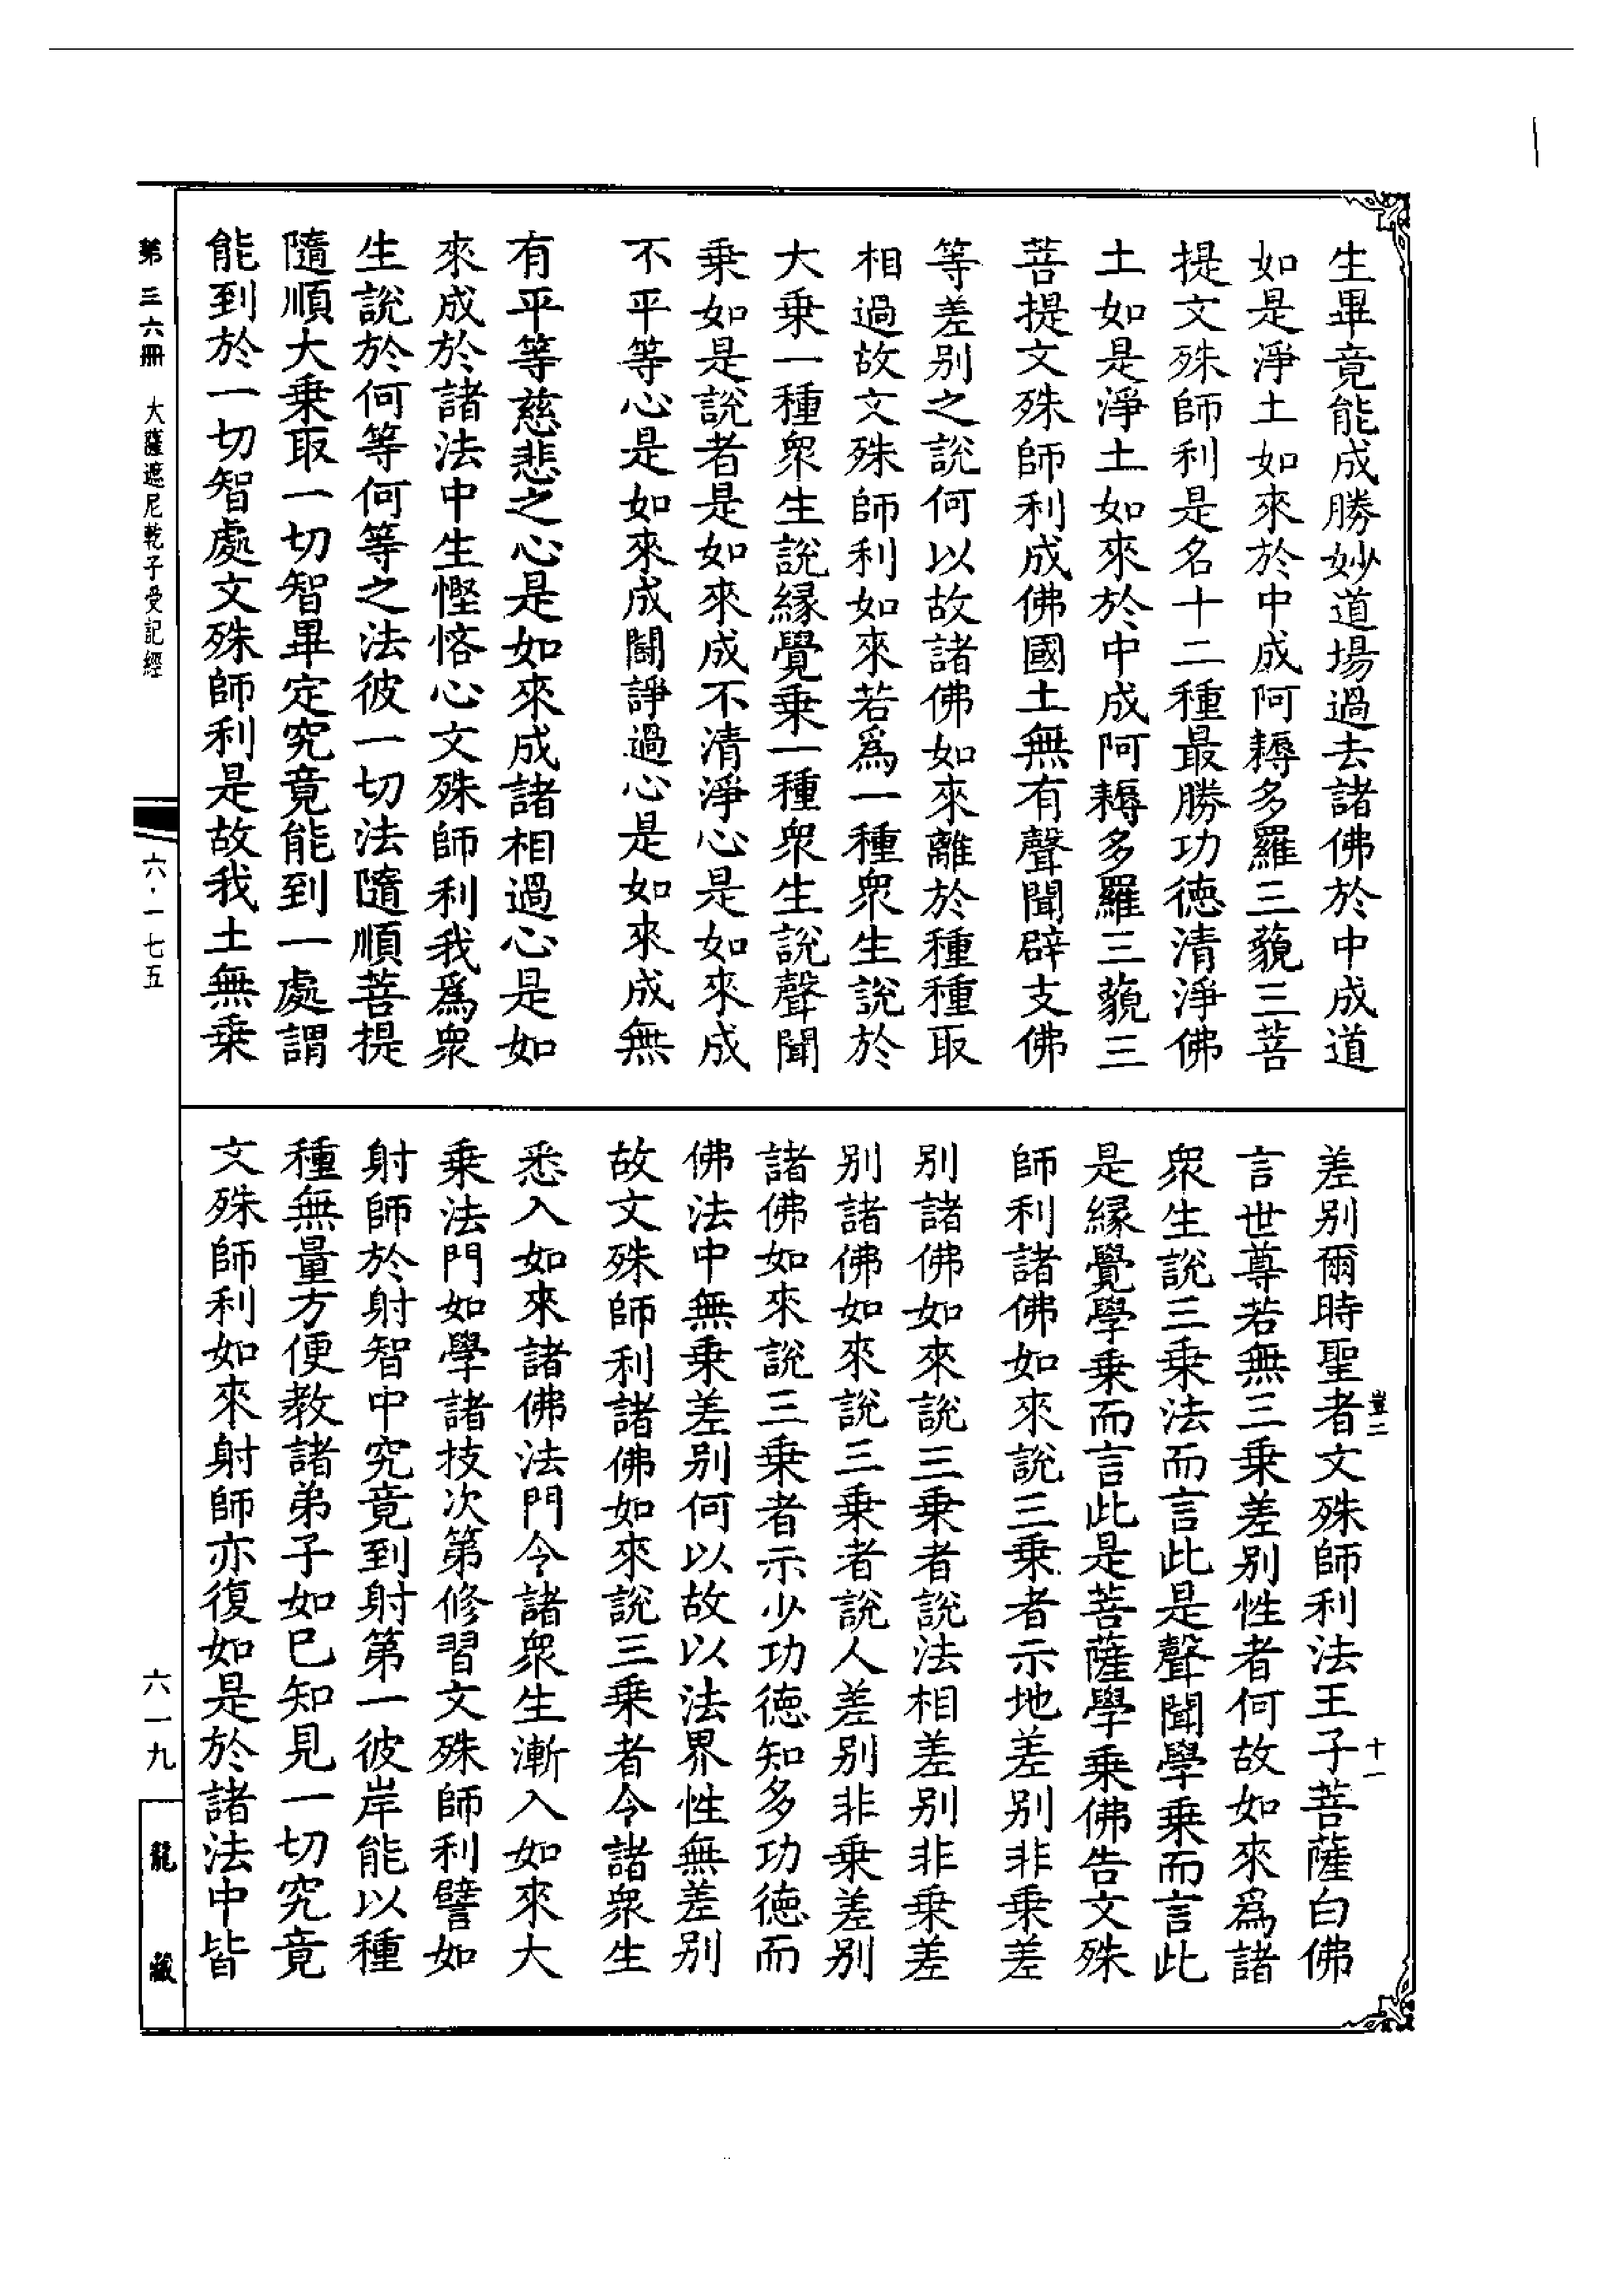 生畢竟能成勝妙道場過去諸佛於中成道
如是淨土如來於中成阿耨多羅三藐三菩
提文殊師利是名十二種最勝功德清淨佛
土如是淨土如來於中成阿耨多羅三藐三
菩提文殊師利成佛國土無有聲聞辟支佛
等差別之說何以故諸佛如來離於種種取
相過故文殊師利如來若爲一種衆生說於
大乗一種衆生說緣覺乗一種衆生說聲聞
乗如是說者是如來成不清淨心是如來成
不平等心是如來成鬪諍過心是如來成無
有平等慈悲之心是如來成諸相過心是如
來成於諸法中生慳悋心文殊師利我爲衆
生說於何等何等之法彼一切法隨順菩提
隨順大乗取一切智畢定究竟能到一處謂
能到於一切智處文殊師利是故我土無乗
差別爾時聖者文殊師利法王子菩薩白佛
言世尊若無三乗差別性者何故如來爲諸
衆生說三乗法而言此是聲聞學乗而言此
是緣覺學乗而言此是菩薩學乗佛告文殊
師利諸佛如來說三乗者示地差別非乗差
別諸佛如來說三乗者說法相差別非乗差
別諸佛如來說三乗者說人差別非乗差別
諸佛如來說三乗者示少功德知多功德而
佛法中無乗差別何以故以法界性無差別
故文殊師利諸佛如來說三乗者令諸衆生
悉入如來諸佛法門令諸衆生漸入如來大
乗法門如學諸技次第修習文殊師利譬如
射師於射智中究竟到射第一彼岸能以種
種無量方便教諸弟子如已知見一切究竟
文殊師利如來射師亦復如是於諸法中皆
豈二
十一
第三六冊 大薩遮尼乾子受記經
六·一七五
六一九
龍藏